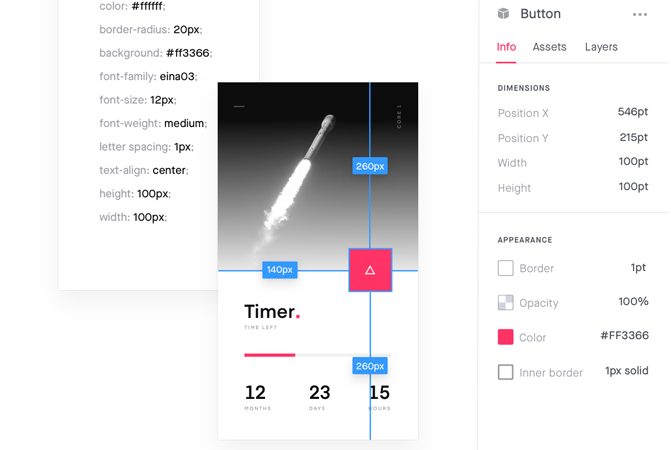 color: #ffffff;
border-radius: 20px;
background: #ff3366;
font-family: eina03;
font-size: 12px;
font-weight: medium;
letter spacing: 1px;
text-align: center;
height: 100px;
width: 100px;
CORE 1
260px
140px
Timer.
TIME LEFT
260px
12
MONTHS
23
DAYS
15
HOURS
Button
Info Assets Layers
DIMENSIONS
Position X 546pt
Position Y 215pt
Width 100pt
Height 100pt
APPEARANCE
Border 1pt
Opacity 100%
Color #FF3366
Inner border 1px solid